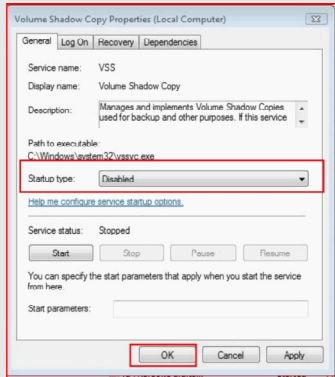 Volume Shadow Copy Properties (Local Computer)
General Log On Recovery Dependencies
Service name: VSS
Display name: Volume Shadow Copy
Description: Manages and implements Volume Shadow Copies
used for backup and other purposes. If this service
Path to executable:
C:\Windows\system32\vssvc.exe
Startup type: Disabled
Help me configure service startup options.
Service status: Stopped
Start Stop Pause Resume
You can specify the start parameters that apply when you start the service
from here.
Start parameters:
OK Cancel Apply